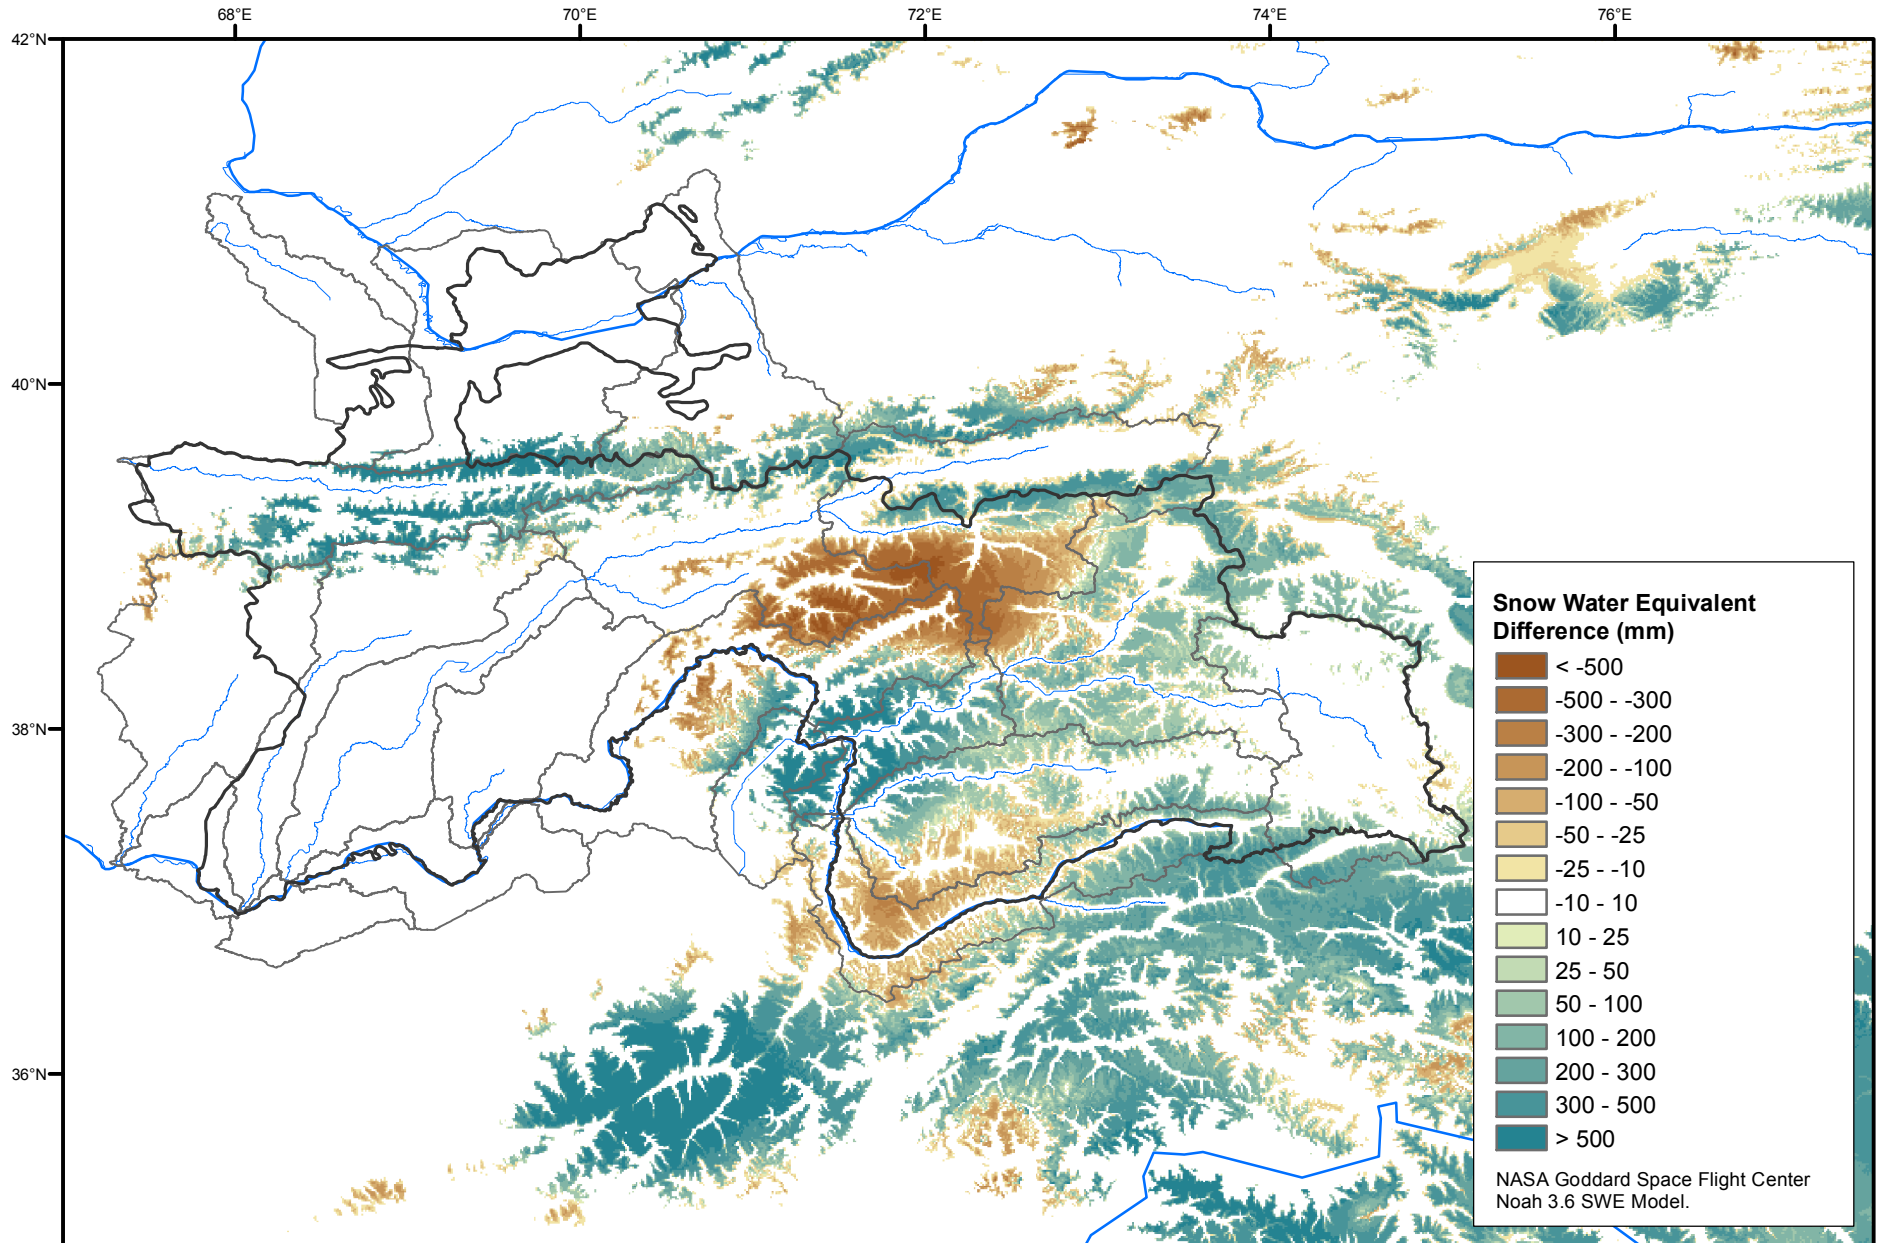 68°E 70°E 72°E 74°E 76°E
42°N
40°N
38°N
36°N
Snow Water Equivalent
Difference (mm)
< -500
-500 - -300
-300 - -200
-200 - -100
-100 - -50
-50 - -25
-25 - -10
-10 - 10
10 - 25
25 - 50
50 - 100
100 - 200
200 - 300
300 - 500
> 500
NASA Goddard Space Flight Center
Noah 3.6 SWE Model.